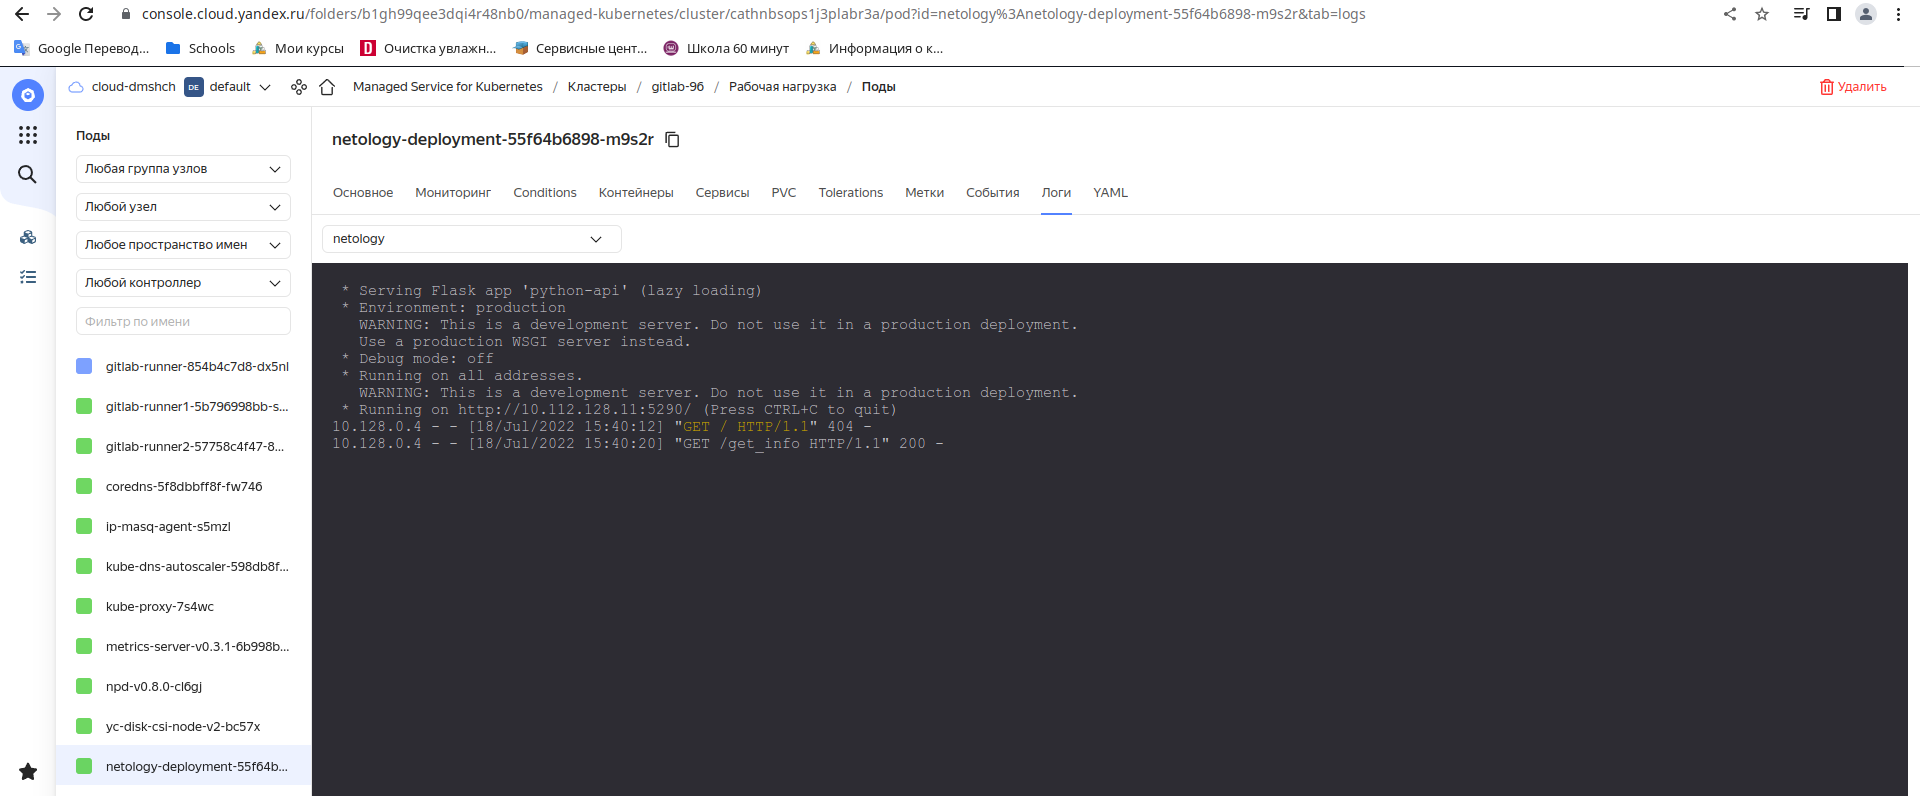 console.cloud.yandex.ru/folders/b1gh99qee3dqi4r48nb0/managed-kubernetes/cluster/cathnbsops1j3plabr3a/pod?id=netology%3Anetology-deployment-55f64b6898-m9s2r&tab=logs
Google Перевод... Schools Мои курсы Очистка увлажн... Сервисные цент... Школа 60 минут Информация о к...
cloud-dmshch DE default Managed Service for Kubernetes / Кластеры / gitlab-96 / Рабочая нагрузка / Поды Удалить
Поды
Любая группа узлов
Любой узел
Любое пространство имен
Любой контроллер
Фильтр по имени
gitlab-runner-854b4c7d8-dx5nl
gitlab-runner1-5b796998bb-s...
gitlab-runner2-57758c4f47-8...
coredns-5f8dbbff8f-fw746
ip-masq-agent-s5mzl
kube-dns-autoscaler-598db8f...
kube-proxy-7s4wc
metrics-server-v0.3.1-6b998b...
npd-v0.8.0-cl6gj
yc-disk-csi-node-v2-bc57x
netology-deployment-55f64b...
netology-deployment-55f64b6898-m9s2r
Основное Мониторинг Conditions Контейнеры Сервисы PVC Tolerations Метки События Логи YAML
netology
* Serving Flask app 'python-api' (lazy loading)
* Environment: production
WARNING: This is a development server. Do not use it in a production deployment.
Use a production WSGI server instead.
* Debug mode: off
* Running on all addresses.
WARNING: This is a development server. Do not use it in a production deployment.
* Running on http://10.112.128.11:5290/ (Press CTRL+C to quit)
10.128.0.4 - - [18/Jul/2022 15:40:12] "GET / HTTP/1.1" 404 -
10.128.0.4 - - [18/Jul/2022 15:40:20] "GET /get_info HTTP/1.1" 200 -